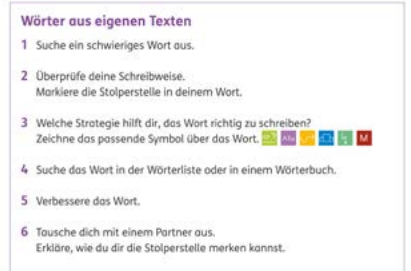 Wörter aus eigenen Texten
1 Suche ein schwieriges Wort aus.
2 Überprüfe deine Schreibweise.
Markiere die Stolperstelle in deinem Wort.
3 Welche Strategie hilft dir, das Wort richtig zu schreiben?
Zeichne das passende Symbol über das Wort. M
4 Suche das Wort in der Wörterliste oder in einem Wörterbuch.
5 Verbessere das Wort.
6 Tausche dich mit einem Partner aus.
Erkläre, wie du dir die Stolperstelle merken kannst.